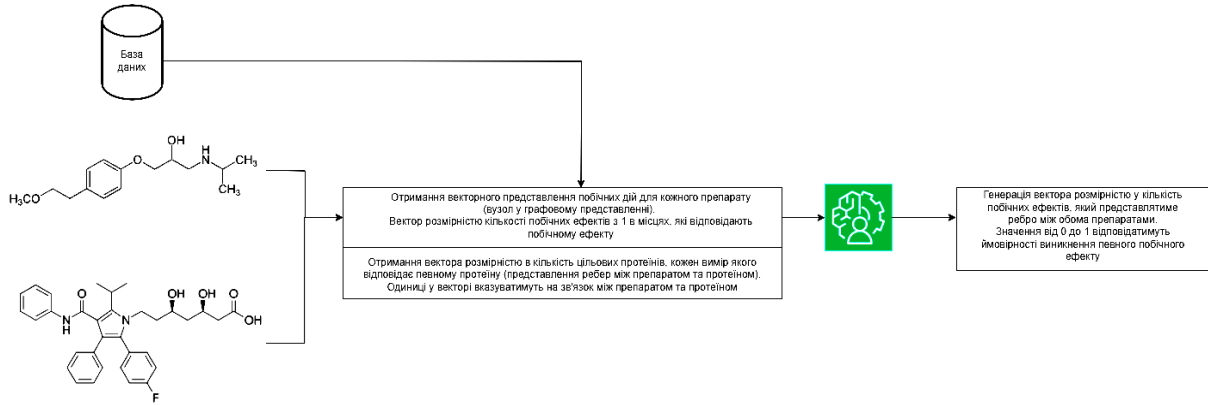 База
даних
OH
O
N
H
CH₃
CH₃
H₃CO
Отримання векторного представлення побічних дій для кожного препарату
(вузол у графовому представленні).
Вектор розмірністю кількості побічних ефектів з 1 в місцях, які відповідають
побічному ефекту
Отримання вектора розмірністю в кількість цільових протеїнів, кожен вимір якого
відповідає певному протеїну (представлення ребер між препаратом та протеїном).
Одиниці у векторі вказуватимуть на зв'язок між препаратом та протеїном
Генерація вектора розмірністю у кількість
побічних ефектів, який представлятиме
ребро між обома препаратами.
Значення від 0 до 1 відповідатимуть
ймовірності виникнення певного побічного
ефекту
O
N
H
N
OH
OH
O
OH
F